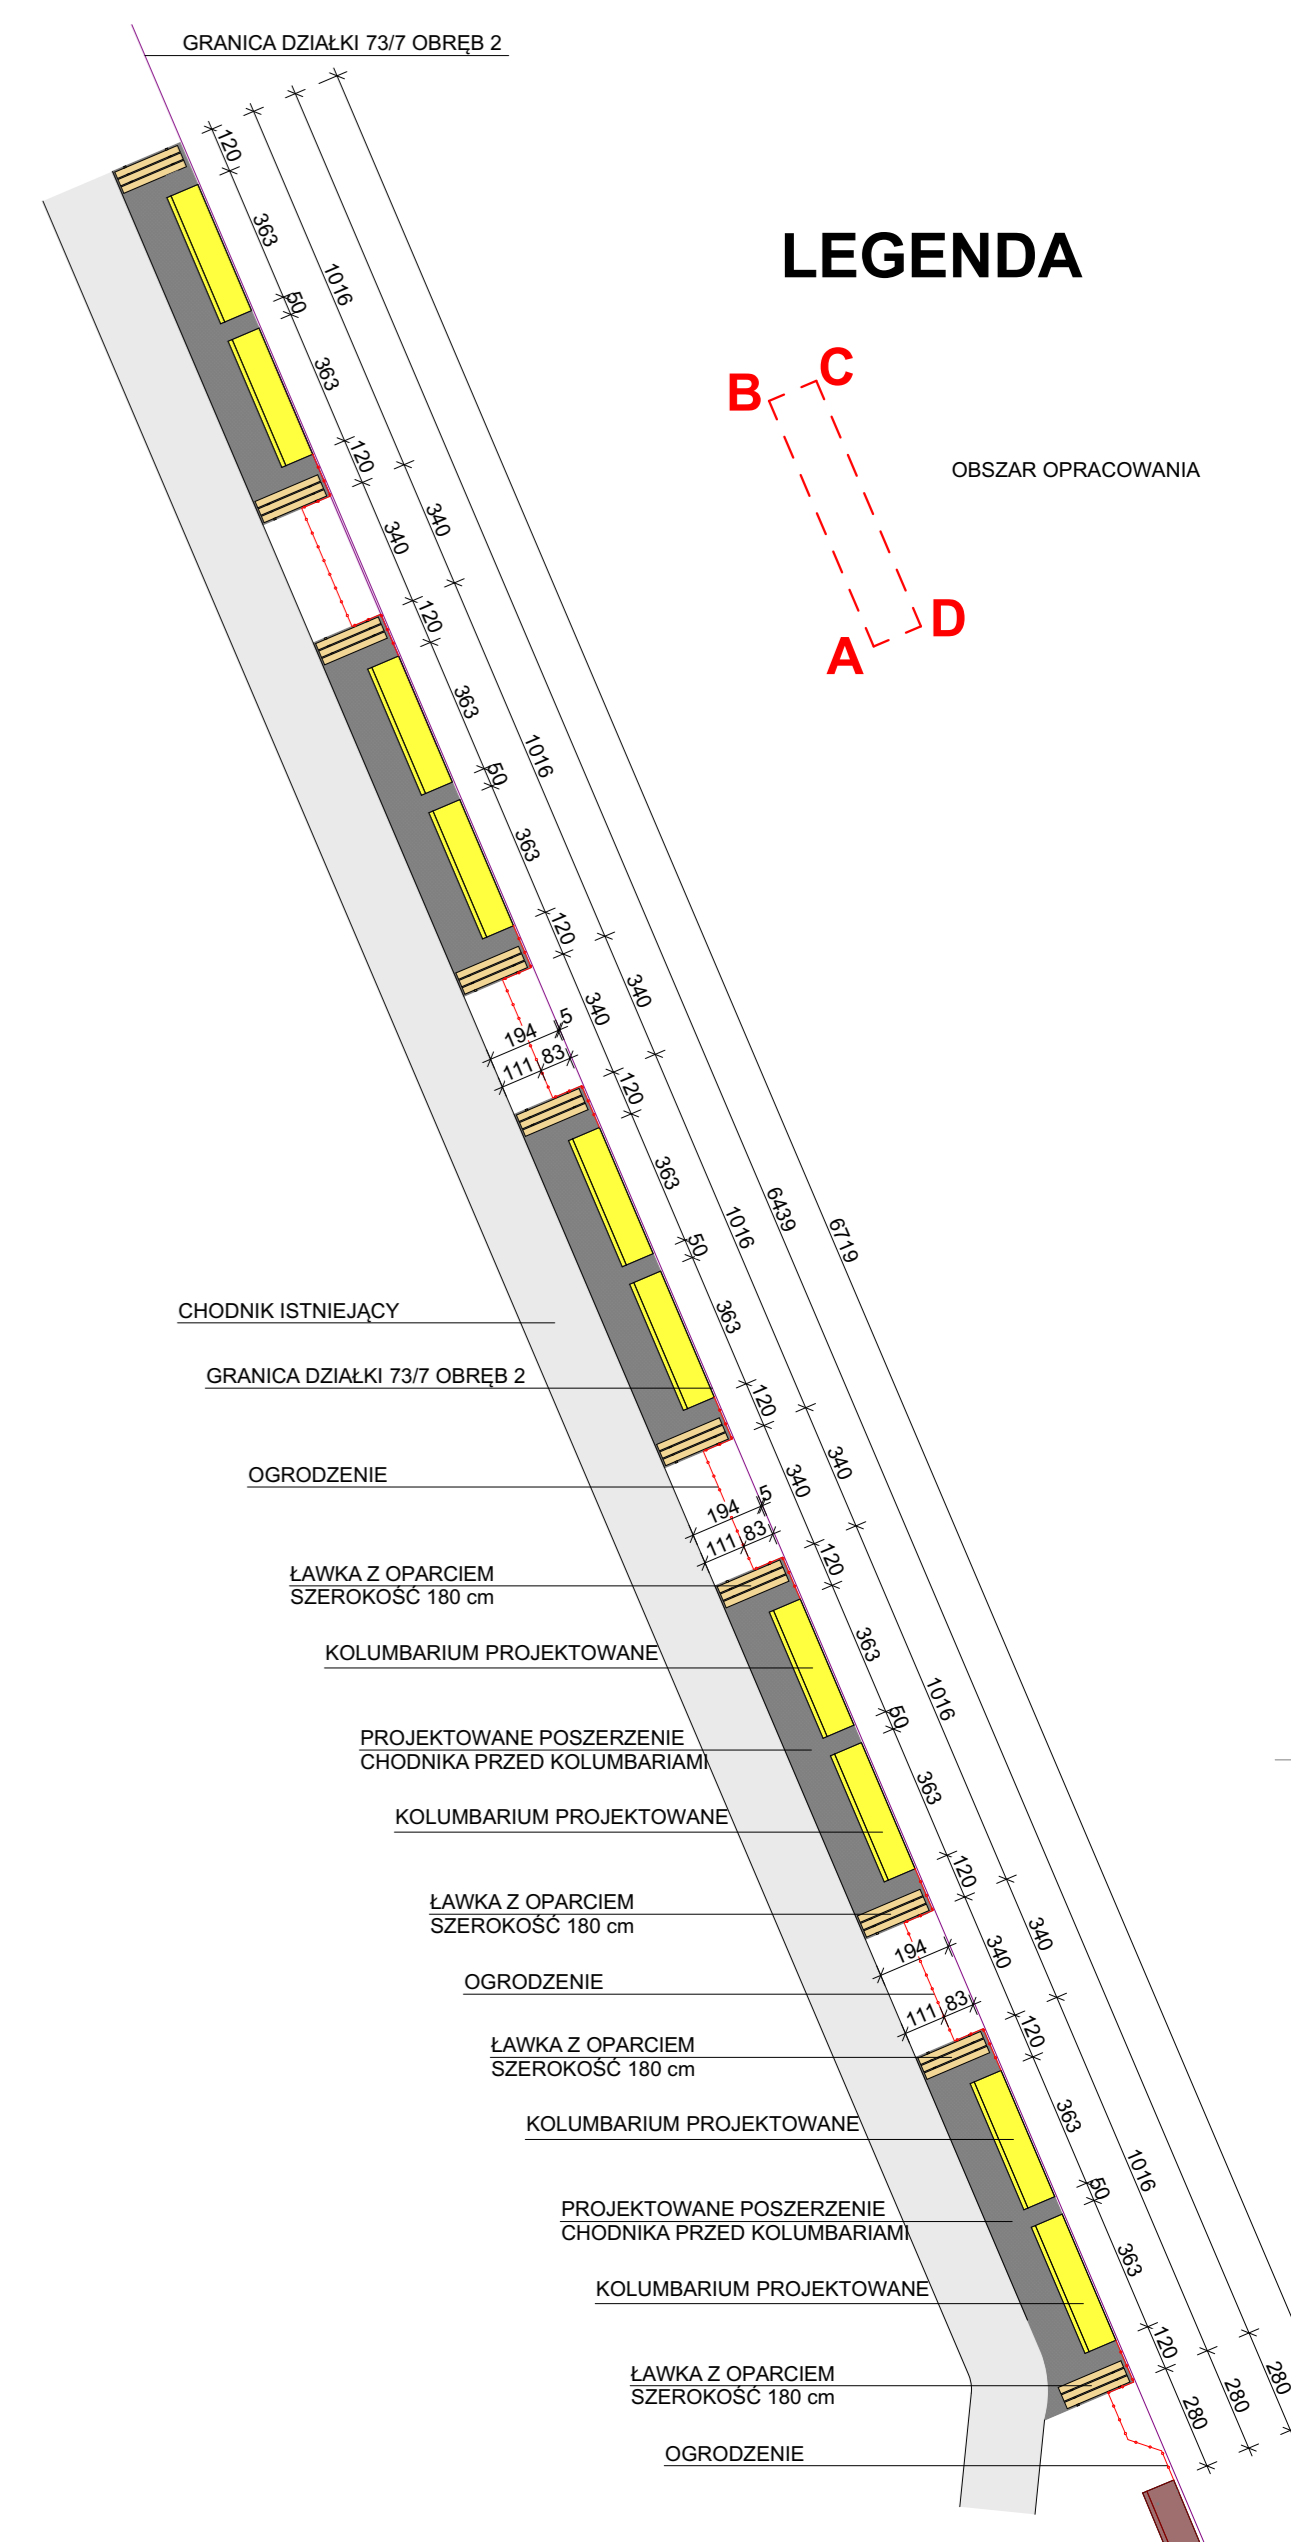 GRANICA DZIAŁKI 73/7 OBRĘB 2
120
363
50
363
120
340
120
363
50
363
120
340
120
363
50
363
120
340
120
363
50
363
120
340
120
363
50
363
120
280
1016
340
1016
340
1016
340
1016
340
1016
280
6439
280
6719
LEGENDA
B
C
A
D
OBSZAR OPRACOWANIA
194
5
111
83
194
5
111
83
194
111
83
CHODNIK ISTNIEJĄCY
GRANICA DZIAŁKI 73/7 OBRĘB 2
OGRODZENIE
ŁAWKA Z OPARCIEM
SZEROKOŚĆ 180 cm
KOLUMBARIUM PROJEKTOWANE
PROJEKTOWANE POSZERZENIE
CHODNIKA PRZED KOLUMBARIAMI
KOLUMBARIUM PROJEKTOWANE
ŁAWKA Z OPARCIEM
SZEROKOŚĆ 180 cm
OGRODZENIE
ŁAWKA Z OPARCIEM
SZEROKOŚĆ 180 cm
KOLUMBARIUM PROJEKTOWANE
PROJEKTOWANE POSZERZENIE
CHODNIKA PRZED KOLUMBARIAMI
KOLUMBARIUM PROJEKTOWANE
ŁAWKA Z OPARCIEM
SZEROKOŚĆ 180 cm
OGRODZENIE